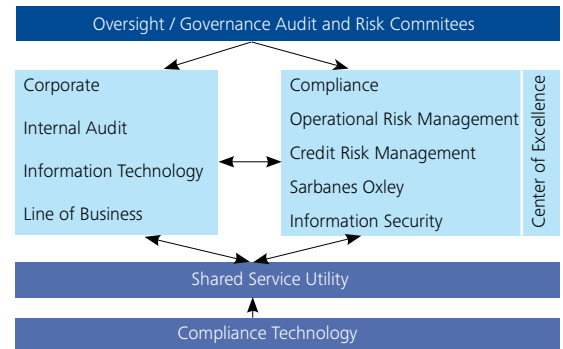 Oversight / Governance Audit and Risk Commitees
Corporate
Internal Audit
Information Technology
Line of Business
Compliance
Operational Risk Management
Credit Risk Management
Sarbanes Oxley
Information Security
Center of Excellence
Shared Service Utility
Compliance Technology